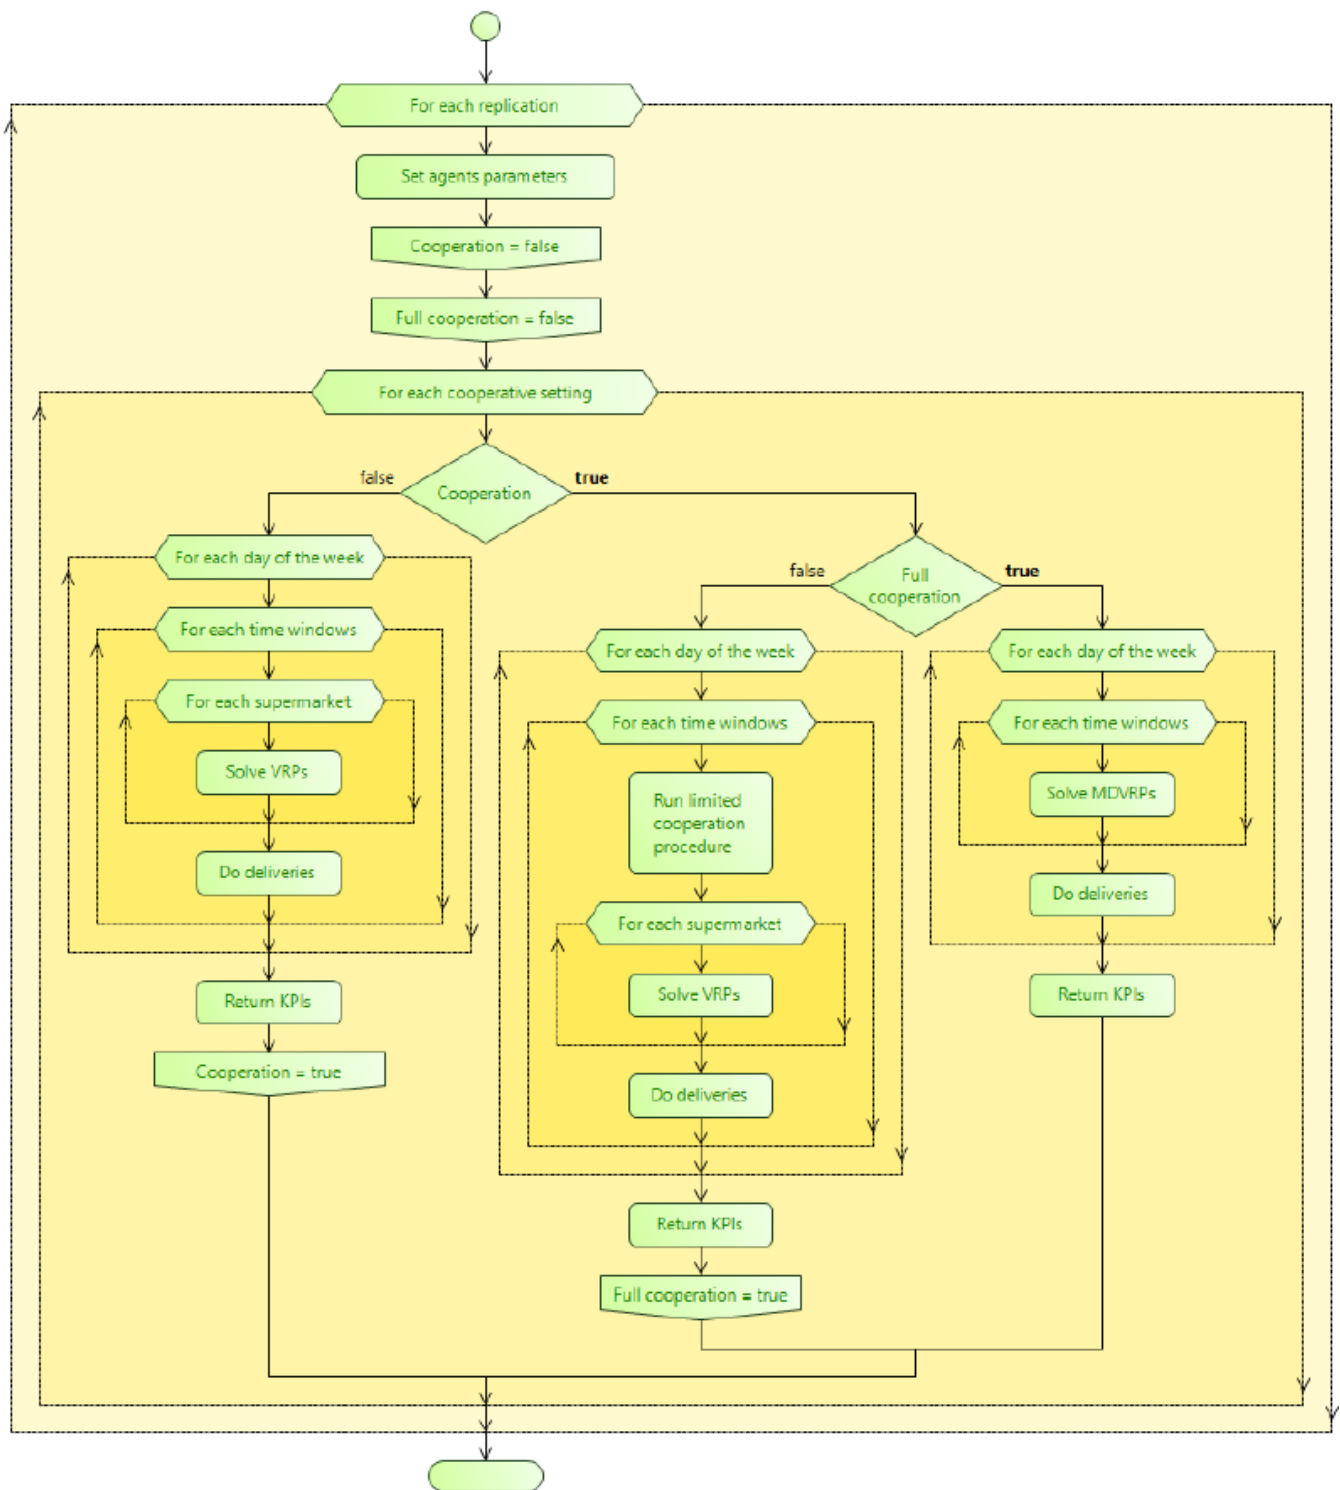 For each replication
Set agents parameters
Cooperation = false
Full cooperation = false
For each cooperative setting
false
Cooperation
true
For each day of the week
For each time windows
For each supermarket
Solve VRPs
Do deliveries
Return KPIs
Cooperation = true
false
Full
cooperation
true
For each day of the week
For each time windows
Run limited
cooperation
procedure
For each supermarket
Solve VRPs
Do deliveries
Return KPIs
Full cooperation = true
For each day of the week
For each time windows
Solve MDVRPs
Do deliveries
Return KPIs